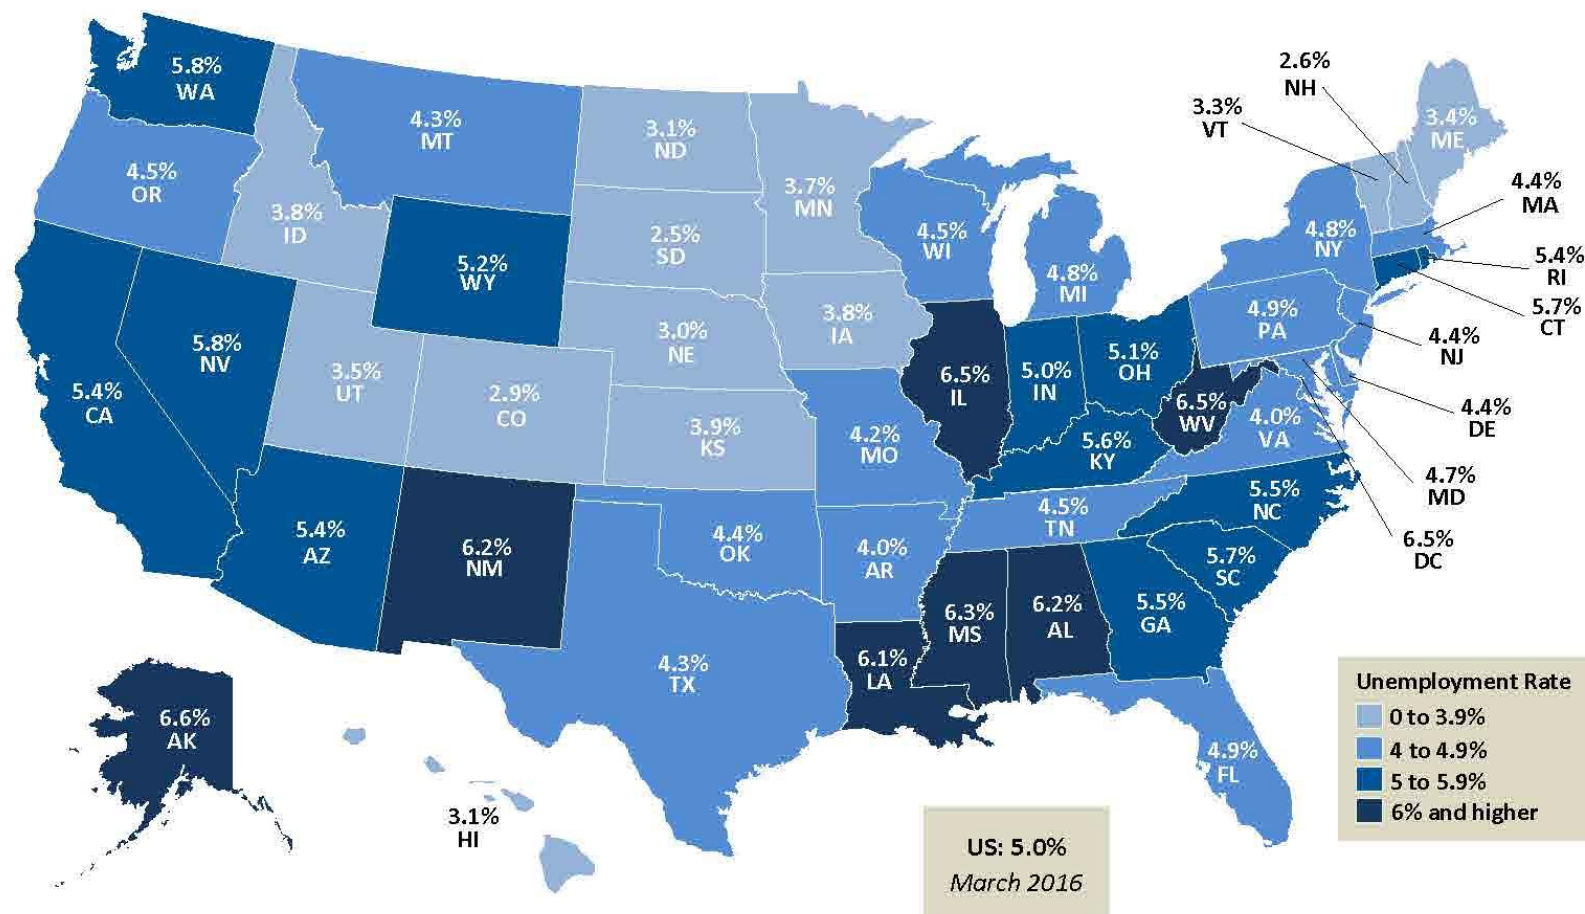 5.8%
WA
4.5%
OR
4.3%
MT
3.8%
ID
3.1%
ND
2.5%
SD
3.7%
MN
5.2%
WY
4.5%
WI
4.8%
MI
2.6%
NH
3.3%
VT
3.4%
ME
4.4%
MA
4.8%
NY
5.4%
RI
5.7%
CT
4.9%
PA
4.4%
NJ
4.4%
DE
4.7%
MD
6.5%
DC
5.4%
CA
5.8%
NV
3.5%
UT
2.9%
CO
3.0%
NE
3.8%
IA
3.9%
KS
4.2%
MO
6.5%
IL
5.0%
IN
5.1%
OH
6.5%
WV
4.0%
VA
5.6%
KY
4.5%
TN
5.5%
NC
5.7%
SC
5.4%
AZ
6.2%
NM
4.4%
OK
4.0%
AR
4.3%
TX
6.1%
LA
6.3%
MS
6.2%
AL
5.5%
GA
4.9%
FL
6.6%
AK
3.1%
HI
US: 5.0%
March 2016
Unemployment Rate
0 to 3.9%
4 to 4.9%
5 to 5.9%
6% and higher